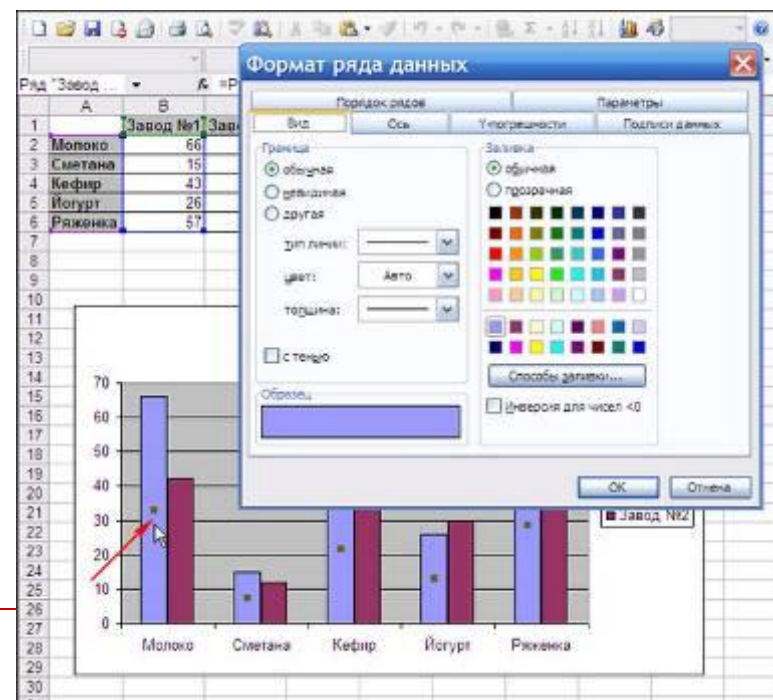 Формат ряда данных
Ряд "Завод ...
fx =Р
Порядок рядов
Параметры
Вид
Ось
Y-погрешности
Подписи данных
A B
1 Завод №1 Заво
2 Молоко 66
3 Сметана 15
4 Кефир 43
5 Йогурт 26
6 Ряженка 57
7
8
9
10
11
12
13
14
15
16
17
18
19
20
21
22
23
24
25
26
27
28
29
30
Граница
обычная
невидимая
другая
тип линии:
цвет: Авто
толщина:
с тенью
Образец
Заливка
обычная
прозрачная
Способы заливки...
Инверсия для чисел <0
ОК
Отмена
70
60
50
40
30
20
10
0
Молоко Сметана Кефир Йогурт Ряженка
Завод №2